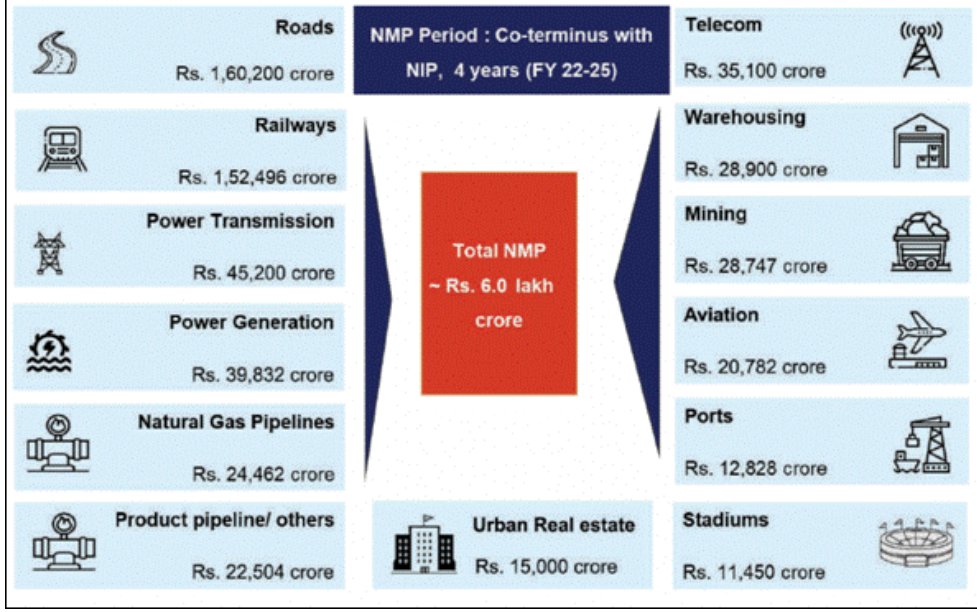 Roads
Rs. 1,60,200 crore
Railways
Rs. 1,52,496 crore
Power Transmission
Rs. 45,200 crore
Power Generation
Rs. 39,832 crore
Natural Gas Pipelines
Rs. 24,462 crore
Product pipeline/ others
Rs. 22,504 crore
NMP Period : Co-terminus with
NIP, 4 years (FY 22-25)
Total NMP
~ Rs. 6.0 lakh
crore
Urban Real estate
Rs. 15,000 crore
Telecom
Rs. 35,100 crore
Warehousing
Rs. 28,900 crore
Mining
Rs. 28,747 crore
Aviation
Rs. 20,782 crore
Ports
Rs. 12,828 crore
Stadiums
Rs. 11,450 crore